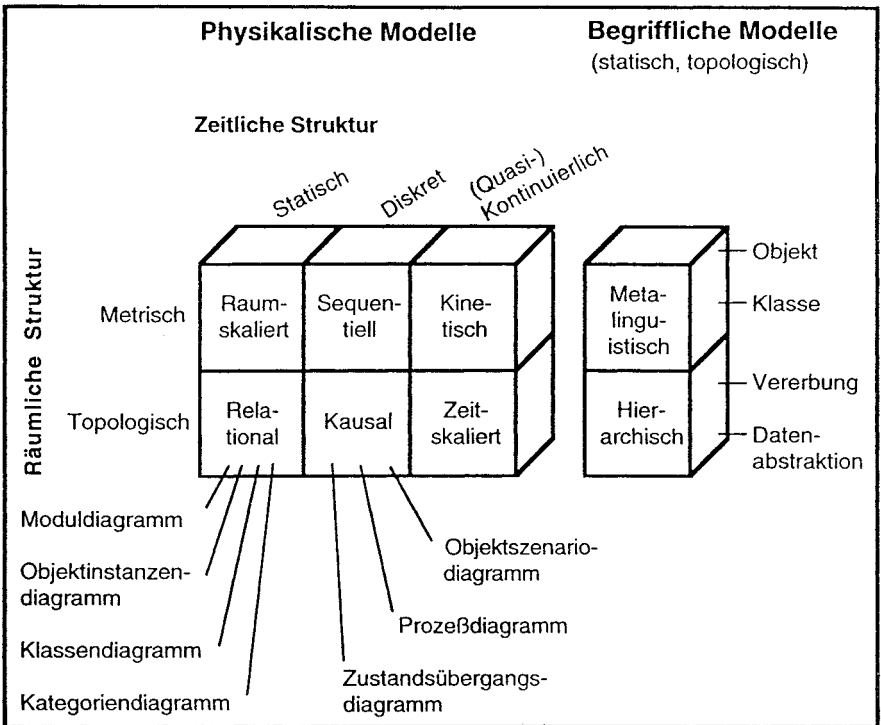 Physikalische Modelle
Begriffliche Modelle
(statisch, topologisch)
Zeitliche Struktur
Statisch
Diskret
(Quasi-)
Kontinuierlich
Räumliche Struktur
Metrisch
Raum-
skaliert
Sequen-
tiell
Kine-
tisch
Topologisch
Rela-
tional
Kausal
Zeit-
skaliert
Meta-
lingu-
istisch
Hier-
archisch
Objekt
Klasse
Vererbung
Daten-
abstraktion
Moduldiagramm
Objektinstanzen-
diagramm
Klassendiagramm
Kategoriendiagramm
Objektszenario-
diagramm
Prozeßdiagramm
Zustandsübergangs-
diagramm